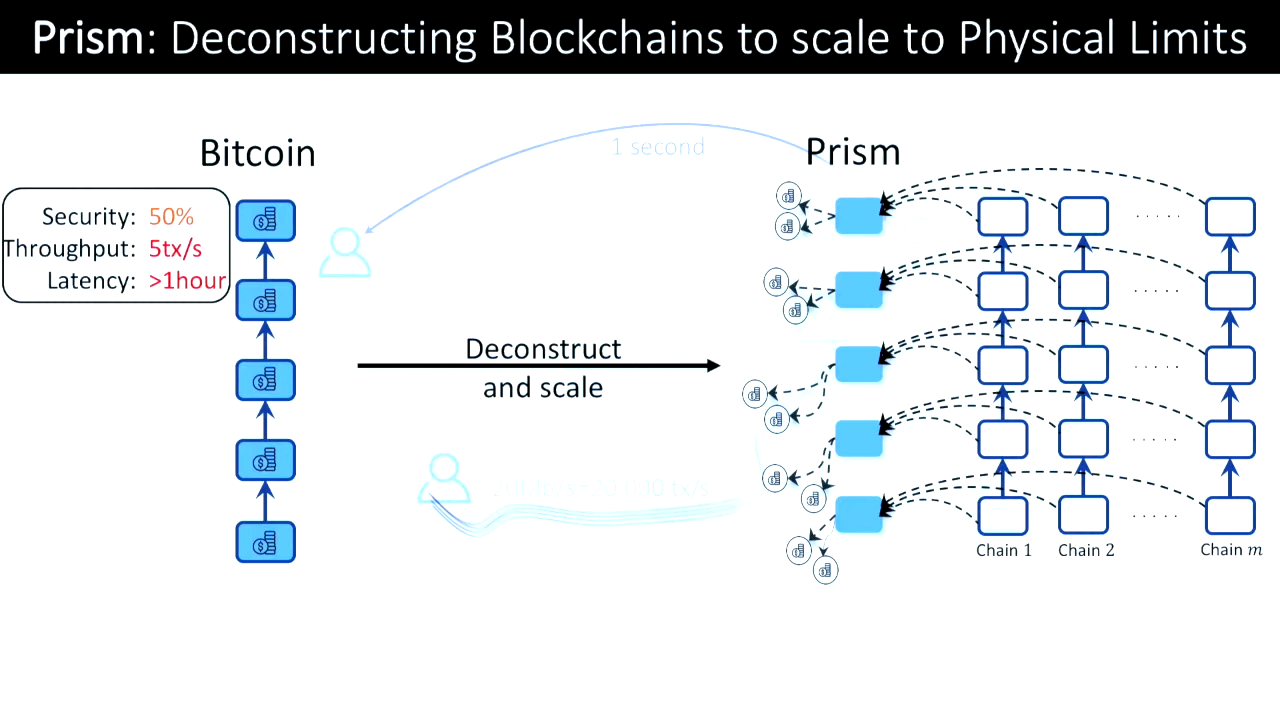 Prism: Deconstructing Blockchains to scale to Physical Limits
Bitcoin
1 second
Prism
Security: 50%
Throughput: 5tx/s
Latency: >1hour
Deconstruct
and scale
Chain 1
Chain 2
Chain m